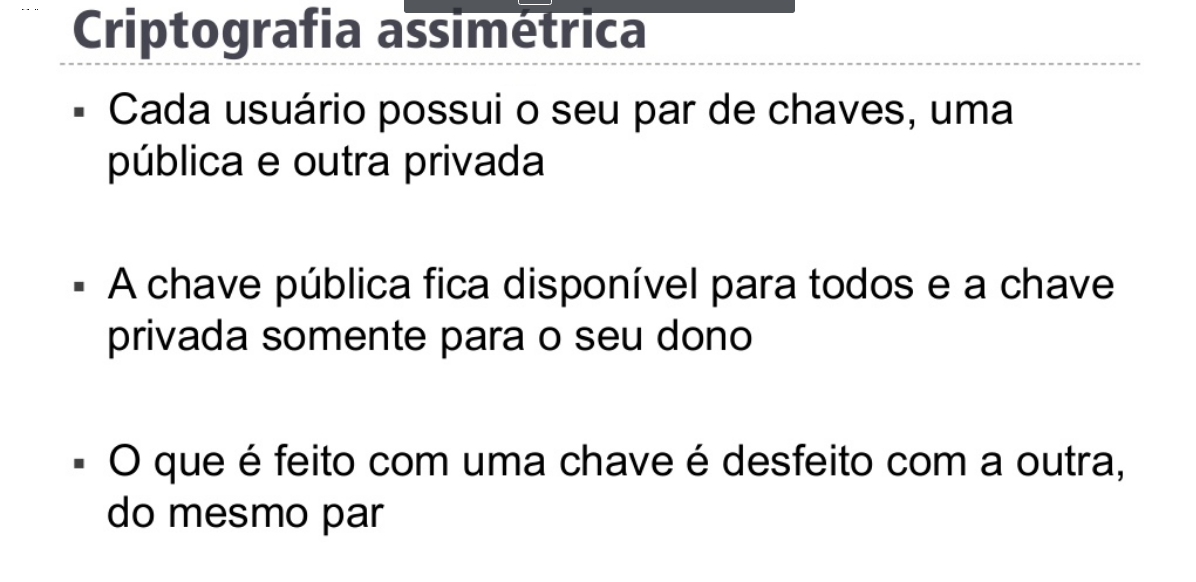 Criptografia assimétrica
▪ Cada usuário possui o seu par de chaves, uma
pública e outra privada
▪ A chave pública fica disponível para todos e a chave
privada somente para o seu dono
▪ O que é feito com uma chave é desfeito com a outra,
do mesmo par